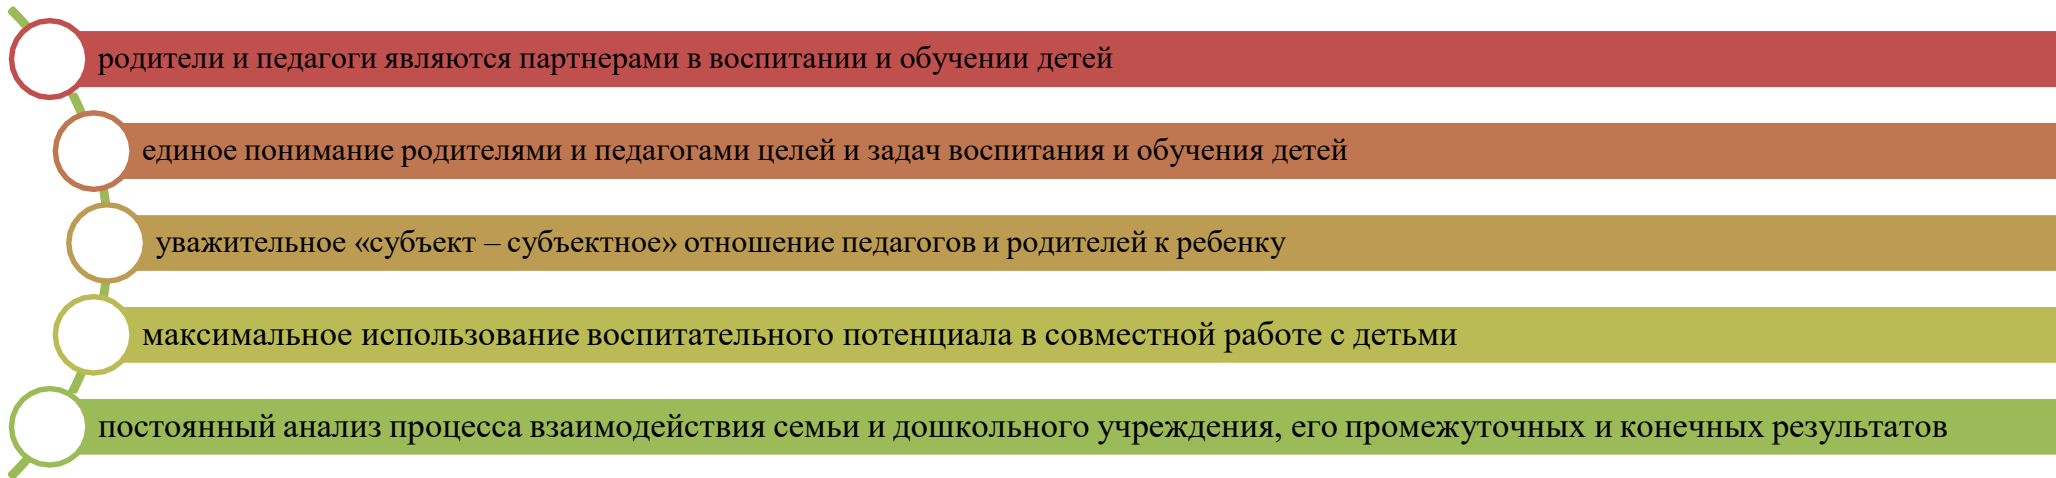 родители и педагоги являются партнерами в воспитании и обучении детей
единое понимание родителями и педагогами целей и задач воспитания и обучения детей
уважительное «субъект – субъектное» отношение педагогов и родителей к ребенку
максимальное использование воспитательного потенциала в совместной работе с детьми
постоянный анализ процесса взаимодействия семьи и дошкольного учреждения, его промежуточных и конечных результатов